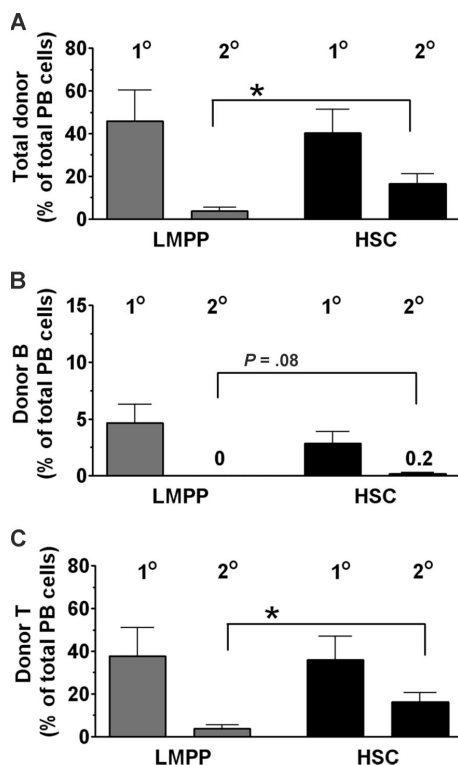 A
Total donor
(% of total PB cells)
80
60
40
20
0
1° 2° 1° 2°
*
LMPP HSC
B
Donor B
(% of total PB cells)
15
10
5
0
1° 2° 1° 2°
P = .08
0 0.2
LMPP HSC
C
Donor T
(% of total PB cells)
80
60
40
20
0
1° 2° 1° 2°
*
LMPP HSC